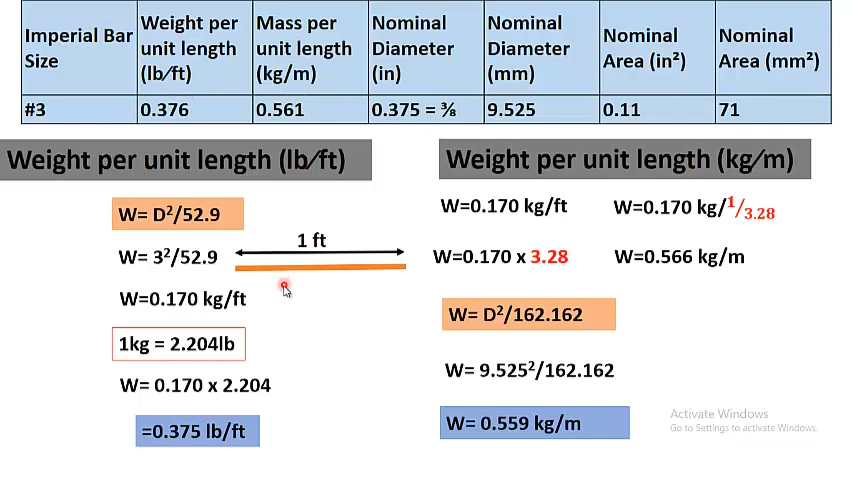 Imperial Bar Size
Weight per unit length (lb∕ft)
Mass per unit length (kg/m)
Nominal Diameter (in)
Nominal Diameter (mm)
Nominal Area (in²)
Nominal Area (mm²)
#3 0.376 0.561 0.375 = ⅜ 9.525 0.11 71
Weight per unit length (lb∕ft)
W= D²/52.9
W= 3²/52.9
1 ft
W=0.170 kg/ft
1kg = 2.204lb
W= 0.170 x 2.204
=0.375 lb/ft
Weight per unit length (kg∕m)
W=0.170 kg/ft W=0.170 kg/1/3.28
W=0.170 x 3.28 W=0.566 kg/m
W= D²/162.162
W= 9.525²/162.162
W= 0.559 kg/m
Activate Windows
Go to Settings to activate Windows.